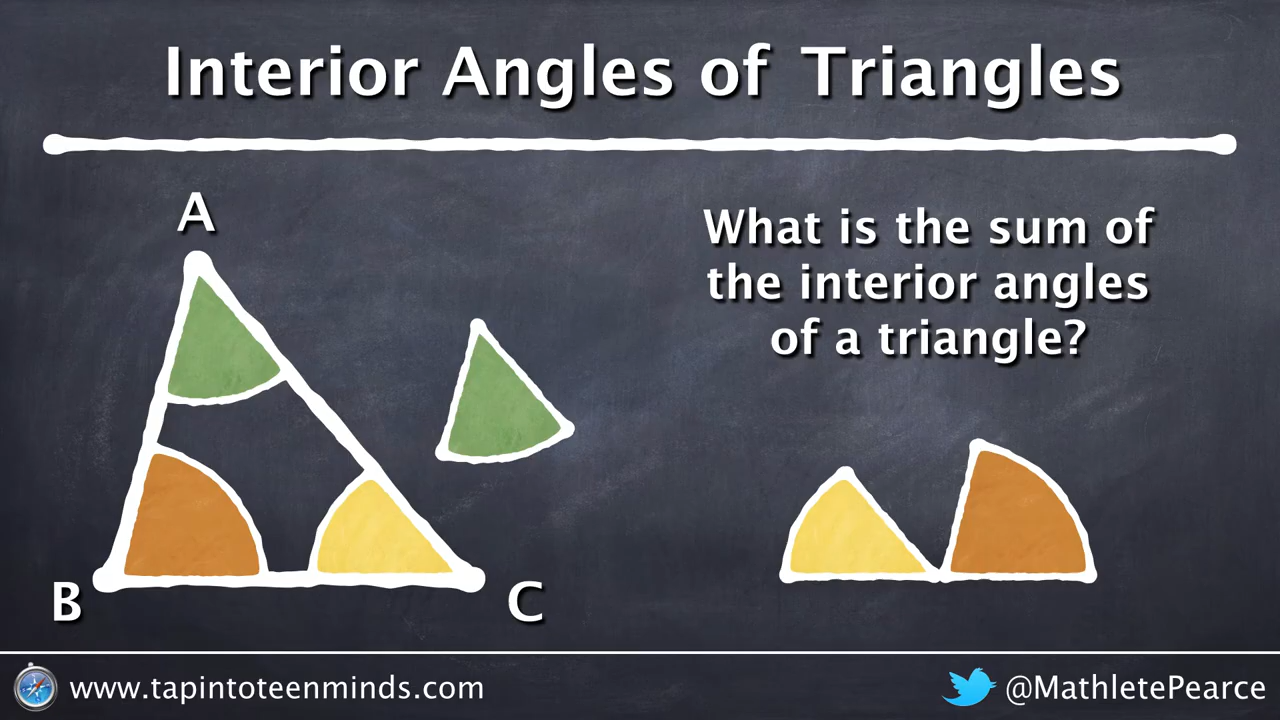 Interior Angles of Triangles
A
What is the sum of
the interior angles
of a triangle?
B
C
www.tapintoteenminds.com
@MathletePearce